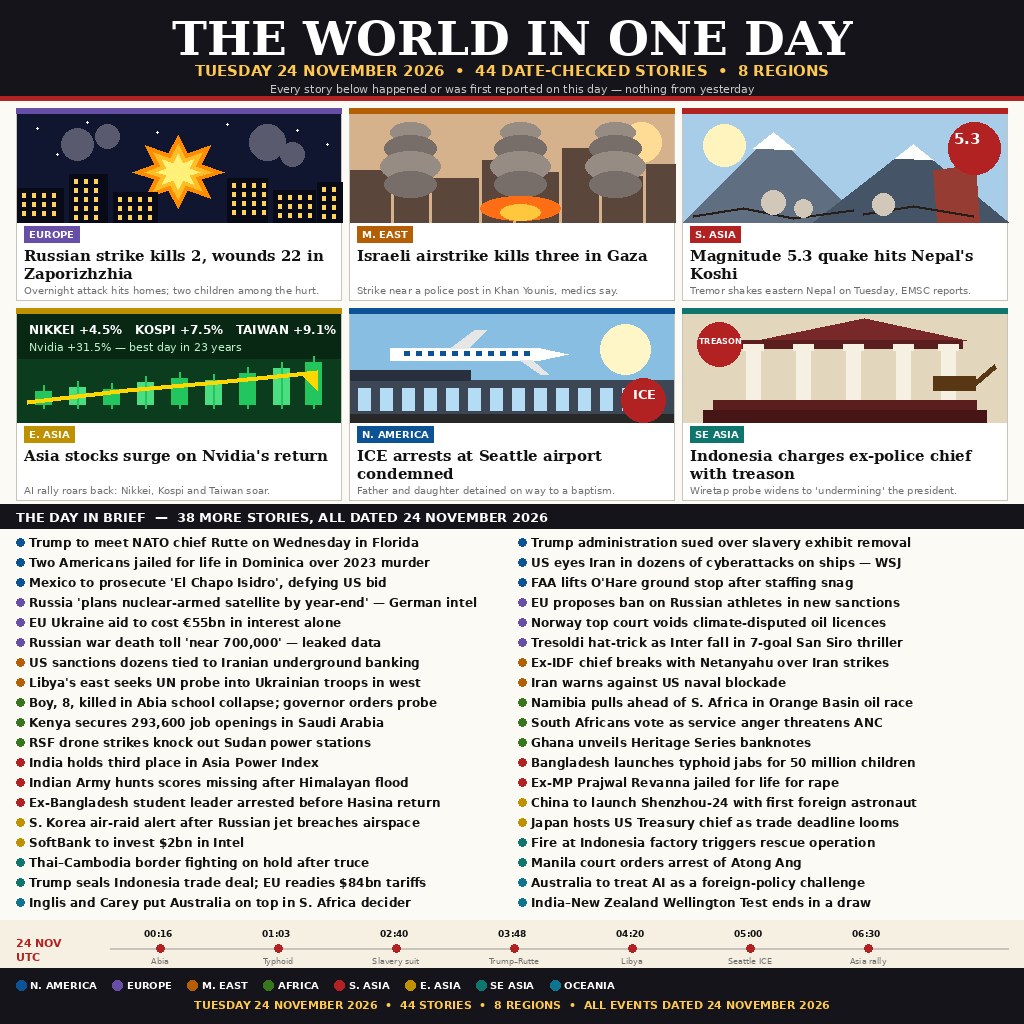 THE WORLD IN ONE DAY
TUESDAY 24 NOVEMBER 2026 • 44 DATE-CHECKED STORIES • 8 REGIONS
Every story below happened or was first reported on this day — nothing from yesterday
EUROPE
Russian strike kills 2, wounds 22 in
Zaporizhzhia
Overnight attack hits homes; two children among the hurt.
M. EAST
Israeli airstrike kills three in Gaza
Strike near a police post in Khan Younis, medics say.
5.3
S. ASIA
Magnitude 5.3 quake hits Nepal's
Koshi
Tremor shakes eastern Nepal on Tuesday, EMSC reports.
NIKKEI +4.5% KOSPI +7.5% TAIWAN +9.1%
Nvidia +31.5% — best day in 23 years
E. ASIA
Asia stocks surge on Nvidia's return
AI rally roars back: Nikkei, Kospi and Taiwan soar.
ICE
N. AMERICA
ICE arrests at Seattle airport
condemned
Father and daughter detained on way to a baptism.
TREASON
SE ASIA
Indonesia charges ex-police chief
with treason
Wiretap probe widens to 'undermining' the president.
THE DAY IN BRIEF — 38 MORE STORIES, ALL DATED 24 NOVEMBER 2026
Trump to meet NATO chief Rutte on Wednesday in Florida
Two Americans jailed for life in Dominica over 2023 murder
Mexico to prosecute 'El Chapo Isidro', defying US bid
Russia 'plans nuclear-armed satellite by year-end' — German intel
EU Ukraine aid to cost €55bn in interest alone
Russian war death toll 'near 700,000' — leaked data
US sanctions dozens tied to Iranian underground banking
Libya's east seeks UN probe into Ukrainian troops in west
Boy, 8, killed in Abia school collapse; governor orders probe
Kenya secures 293,600 job openings in Saudi Arabia
RSF drone strikes knock out Sudan power stations
India holds third place in Asia Power Index
Indian Army hunts scores missing after Himalayan flood
Ex-Bangladesh student leader arrested before Hasina return
S. Korea air-raid alert after Russian jet breaches airspace
SoftBank to invest $2bn in Intel
Thai–Cambodia border fighting on hold after truce
Trump seals Indonesia trade deal; EU readies $84bn tariffs
Inglis and Carey put Australia on top in S. Africa decider
Trump administration sued over slavery exhibit removal
US eyes Iran in dozens of cyberattacks on ships — WSJ
FAA lifts O'Hare ground stop after staffing snag
EU proposes ban on Russian athletes in new sanctions
Norway top court voids climate-disputed oil licences
Tresoldi hat-trick as Inter fall in 7-goal San Siro thriller
Ex-IDF chief breaks with Netanyahu over Iran strikes
Iran warns against US naval blockade
Namibia pulls ahead of S. Africa in Orange Basin oil race
South Africans vote as service anger threatens ANC
Ghana unveils Heritage Series banknotes
Bangladesh launches typhoid jabs for 50 million children
Ex-MP Prajwal Revanna jailed for life for rape
China to launch Shenzhou-24 with first foreign astronaut
Japan hosts US Treasury chief as trade deadline looms
Fire at Indonesia factory triggers rescue operation
Manila court orders arrest of Atong Ang
Australia to treat AI as a foreign-policy challenge
India–New Zealand Wellington Test ends in a draw
24 NOV
UTC
00:16 01:03 02:40 03:48 04:20 05:00 06:30
Abia Typhoid Slavery suit Trump–Rutte Libya Seattle ICE Asia rally
N. AMERICA EUROPE M. EAST AFRICA S. ASIA E. ASIA SE ASIA OCEANIA
TUESDAY 24 NOVEMBER 2026 • 44 STORIES • 8 REGIONS • ALL EVENTS DATED 24 NOVEMBER 2026